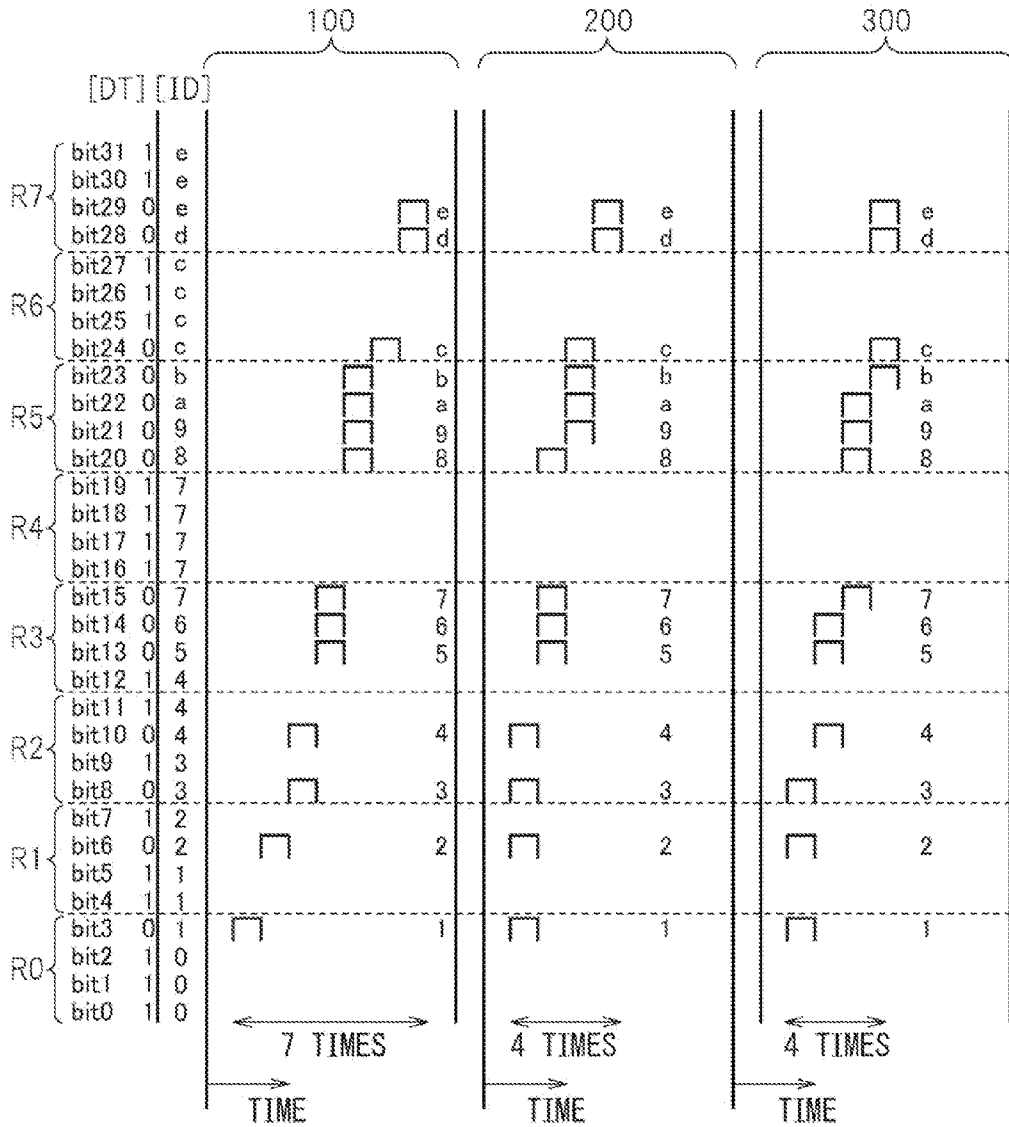 100 200 300
[DT] [ID]
R7
bit31 1 e
bit30 1 e
bit29 0 e e e e
bit28 0 d d d d
R6
bit27 1 c
bit26 1 c
bit25 1 c
bit24 0 c c c c
R5
bit23 0 b b b b
bit22 0 a a a a
bit21 0 9 9 9 9
bit20 0 8 8 8 8
R4
bit19 1 7
bit18 1 7
bit17 1 7
bit16 1 7
R3
bit15 0 7 7 7 7
bit14 0 6 6 6 6
bit13 0 5 5 5 5
bit12 1 4
R2
bit11 1 4
bit10 0 4 4 4 4
bit9 1 3
bit8 0 3 3 3 3
R1
bit7 1 2
bit6 0 2 2 2 2
bit5 1 1
bit4 1 1
R0
bit3 0 1 1 1 1
bit2 1 0
bit1 1 0
bit0 1 0
7 TIMES 4 TIMES 4 TIMES
TIME TIME TIME